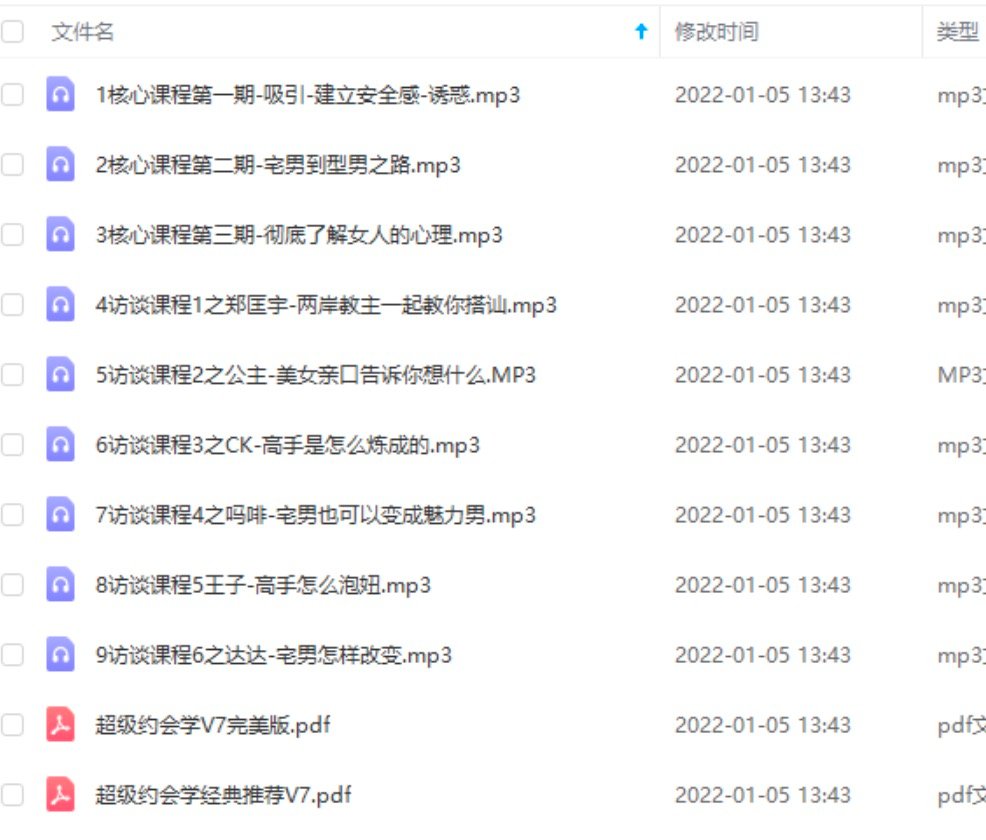 文件名 修改时间 类型
1核心课程第一期-吸引-建立安全感-诱惑.mp3 2022-01-05 13:43 mp3
2核心课程第二期-宅男到型男之路.mp3 2022-01-05 13:43 mp3
3核心课程第三期-彻底了解女人的心理.mp3 2022-01-05 13:43 mp3
4访谈课程1之郑匡宇-两岸教主一起教你搭讪.mp3 2022-01-05 13:43 mp3
5访谈课程2之公主-美女亲口告诉你想什么.MP3 2022-01-05 13:43 MP3
6访谈课程3之CK-高手是怎么炼成的.mp3 2022-01-05 13:43 mp3
7访谈课程4之吗啡-宅男也可以变成魅力男.mp3 2022-01-05 13:43 mp3
8访谈课程5王子-高手怎么泡妞.mp3 2022-01-05 13:43 mp3
9访谈课程6之达达-宅男怎样改变.mp3 2022-01-05 13:43 mp3
超级约会学V7完美版.pdf 2022-01-05 13:43 pdf文
超级约会学经典推荐V7.pdf 2022-01-05 13:43 pdf文